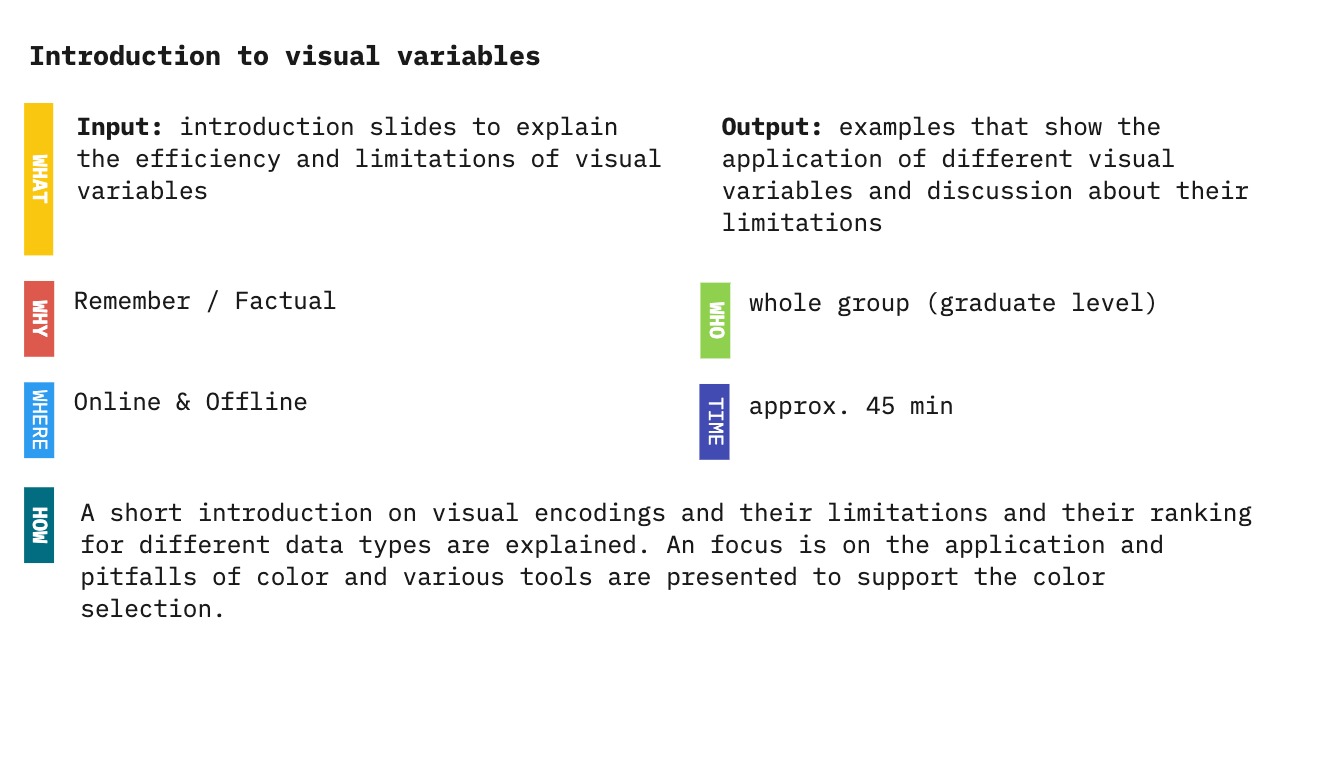 Introduction to visual variables
WHAT
Input: introduction slides to explain
the efficiency and limitations of visual
variables
Output: examples that show the
application of different visual
variables and discussion about their
limitations
WHY
Remember / Factual
WHO
whole group (graduate level)
WHERE
Online & Offline
TIME
approx. 45 min
HOW
A short introduction on visual encodings and their limitations and their ranking
for different data types are explained. An focus is on the application and
pitfalls of color and various tools are presented to support the color
selection.